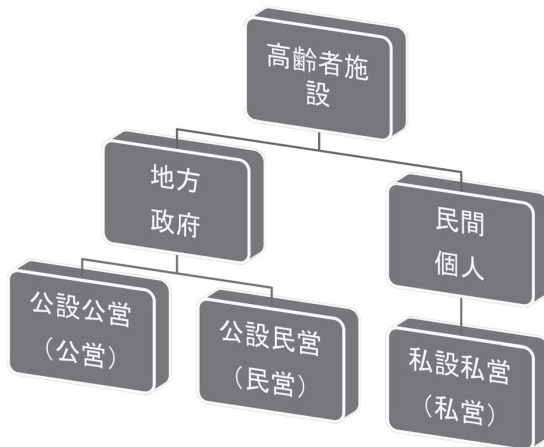 高齢者施
設
地方
政府
民間
個人
公設公営
（公営）
公設民営
（民営）
私設私営
（私営）